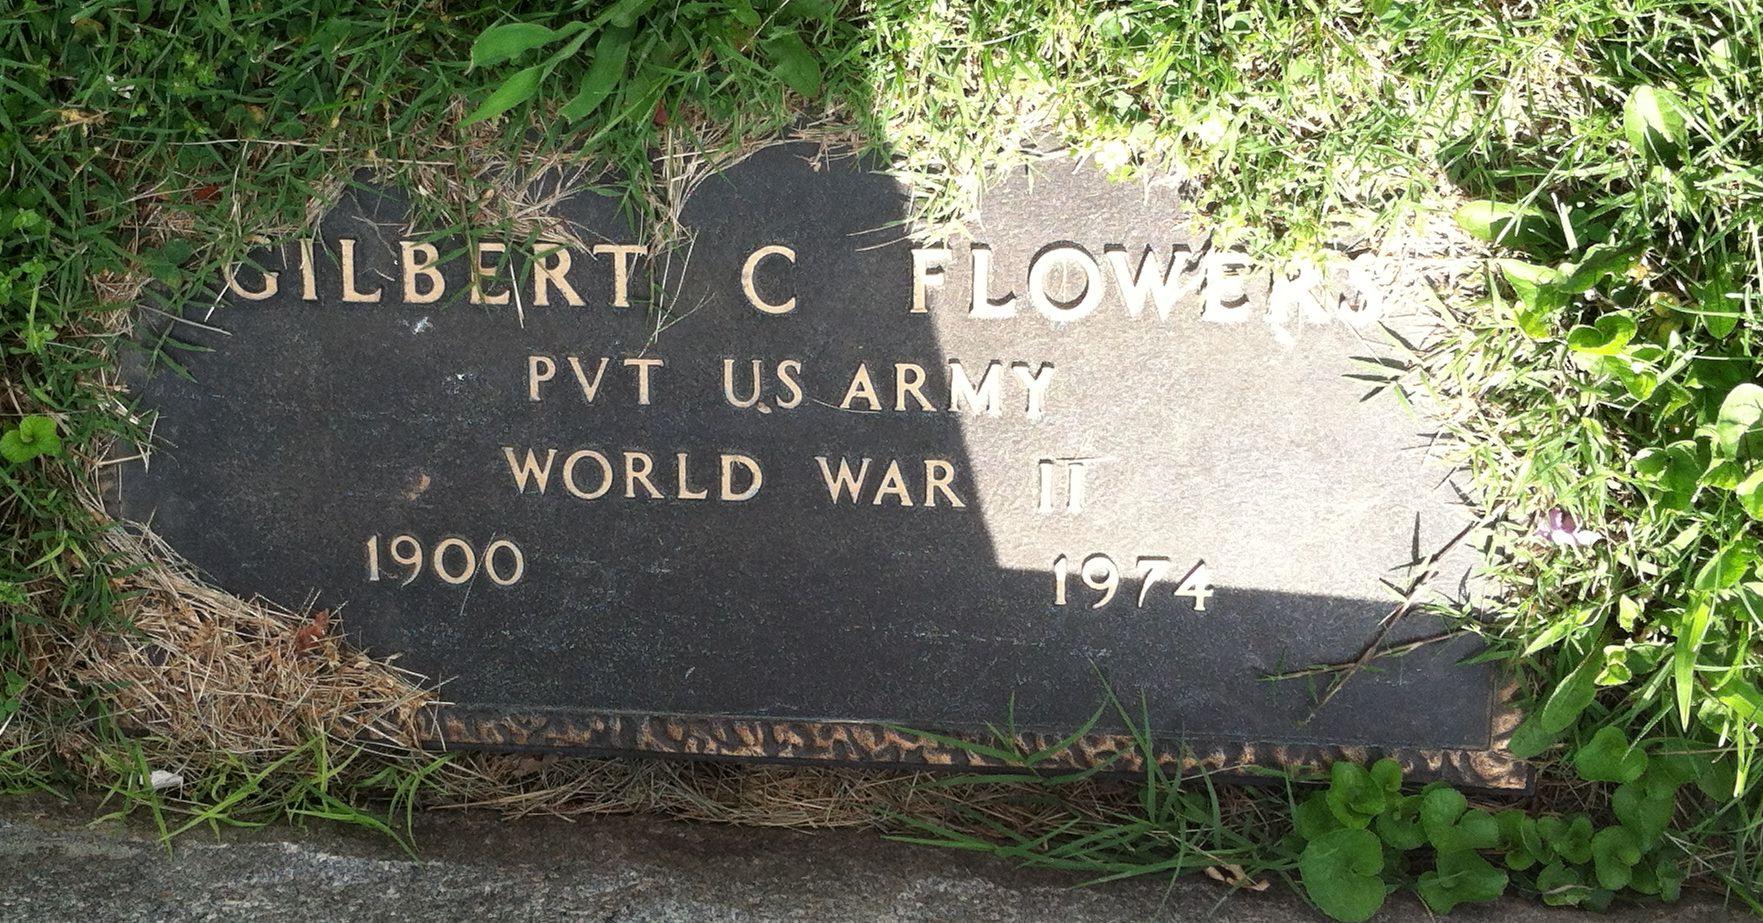 GILBERT C FLOWERS
PVT US ARMY
WORLD WAR II
1900 1974